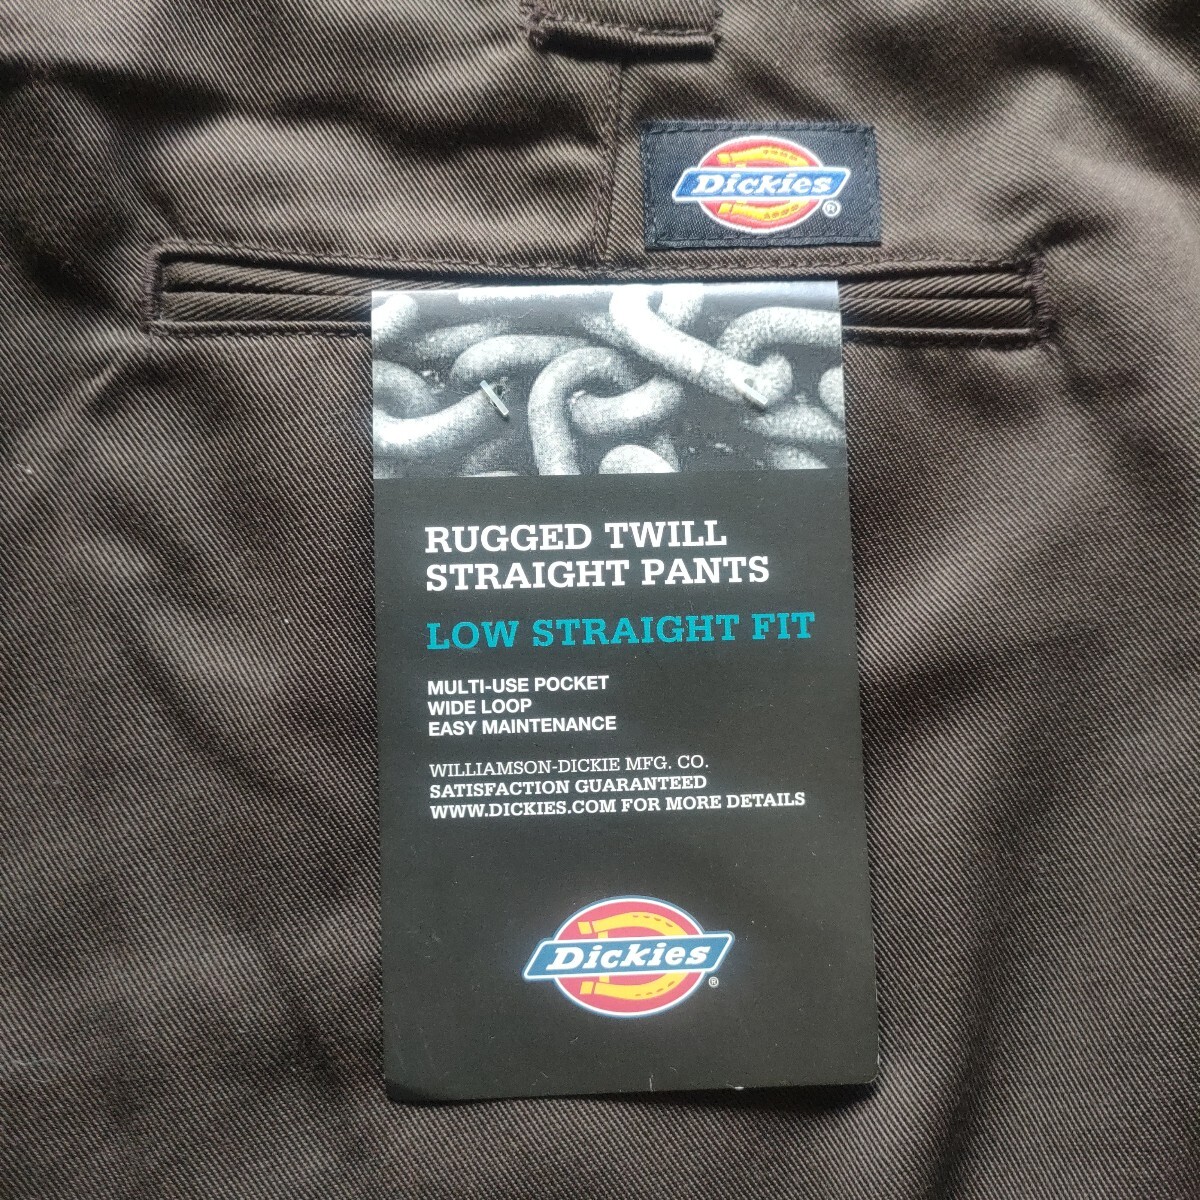 Dickies
®
RUGGED TWILL
STRAIGHT PANTS
LOW STRAIGHT FIT
MULTI-USE POCKET
WIDE LOOP
EASY MAINTENANCE
WILLIAMSON-DICKIE MFG. CO.
SATISFACTION GUARANTEED
WWW.DICKIES.COM FOR MORE DETAILS
Dickies
®